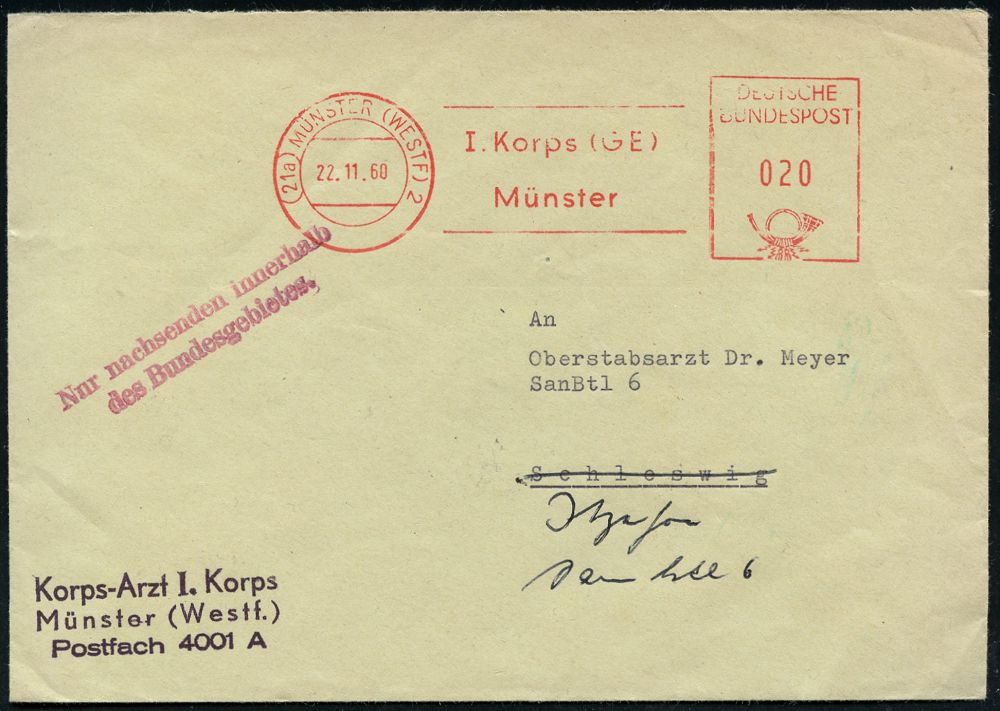 (21a) MÜNSTER (WESTF) 2
22.11.60
I. Korps (GE)
Münster
DEUTSCHE
BUNDESPOST
020
Nur nachsenden innerhalb
des Bundesgebietes.
An
Oberstabsarzt Dr. Meyer
SanBtl 6
Schleswig
6
Korps-Arzt I. Korps
Münster (Westf.)
Postfach 4001 A